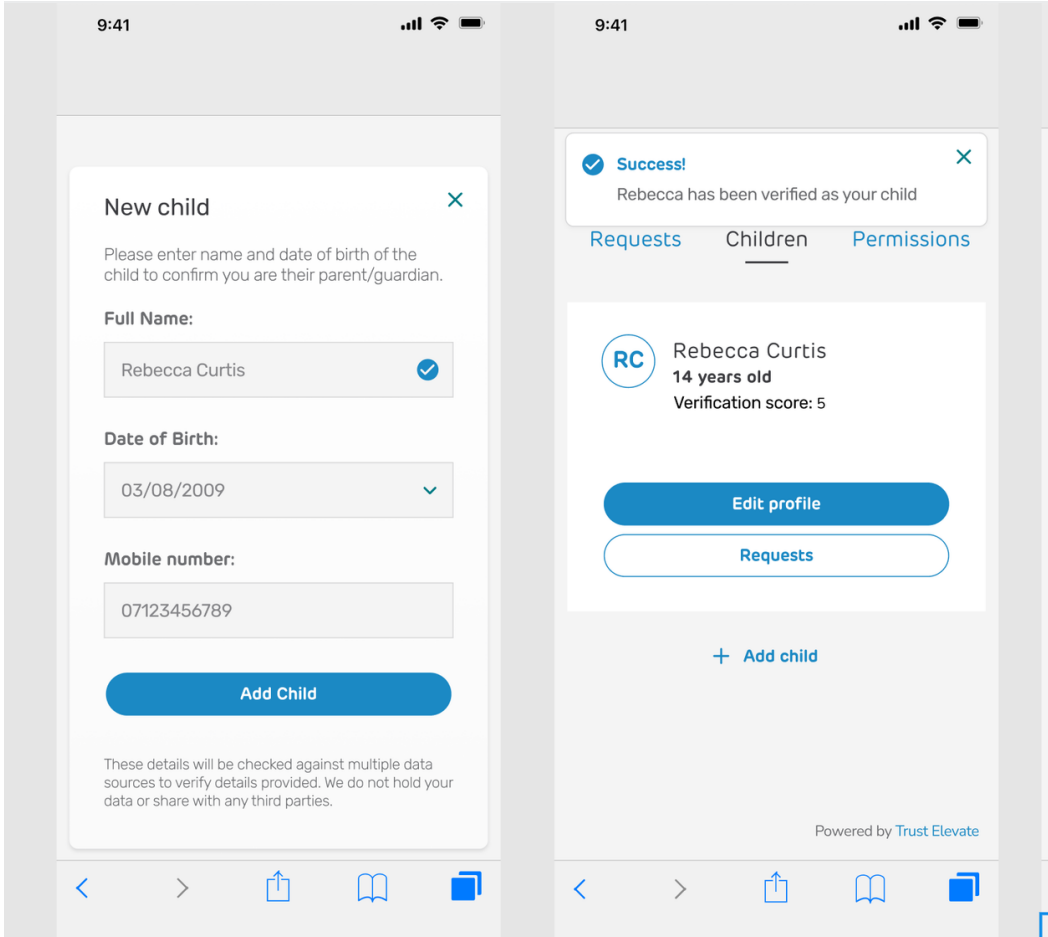 9:41
New child
Please enter name and date of birth of the
child to confirm you are their parent/guardian.
Full Name:
Rebecca Curtis
Date of Birth:
03/08/2009
Mobile number:
07123456789
Add Child
These details will be checked against multiple data
sources to verify details provided. We do not hold your
data or share with any third parties.
9:41
Success!
Rebecca has been verified as your child
Requests Children Permissions
RC
Rebecca Curtis
14 years old
Verification score: 5
Edit profile
Requests
+ Add child
Powered by Trust Elevate